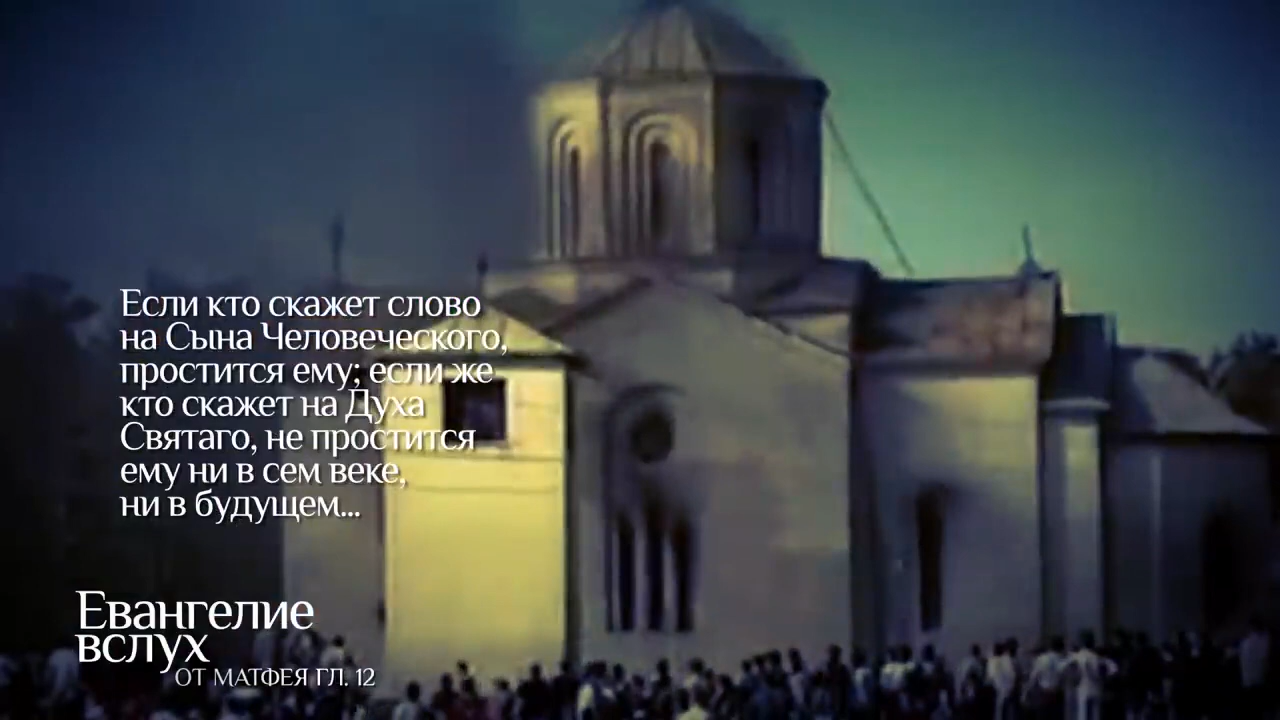 Если кто скажет слово
на Сына Человеческого,
простится ему; если же
кто скажет на Духа
Святаго, не простится
ему ни в сем веке,
ни в будущем...
Евангелие
вслух
ОТ МАТФЕЯ ГЛ. 12